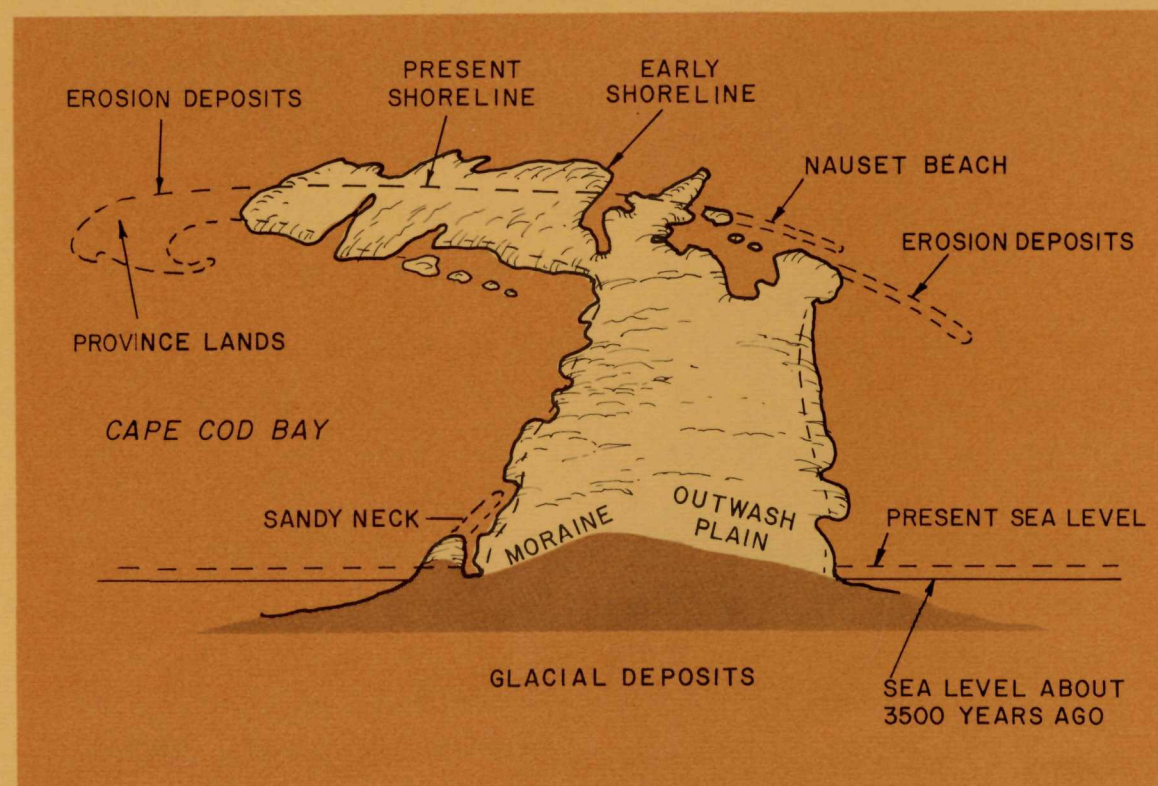 EROSION DEPOSITS
PRESENT
SHORELINE
EARLY
SHORELINE
NAUSET BEACH
EROSION DEPOSITS
PROVINCE LANDS
CAPE COD BAY
SANDY NECK
MORAINE
OUTWASH
PLAIN
PRESENT SEA LEVEL
GLACIAL DEPOSITS
SEA LEVEL ABOUT
3500 YEARS AGO